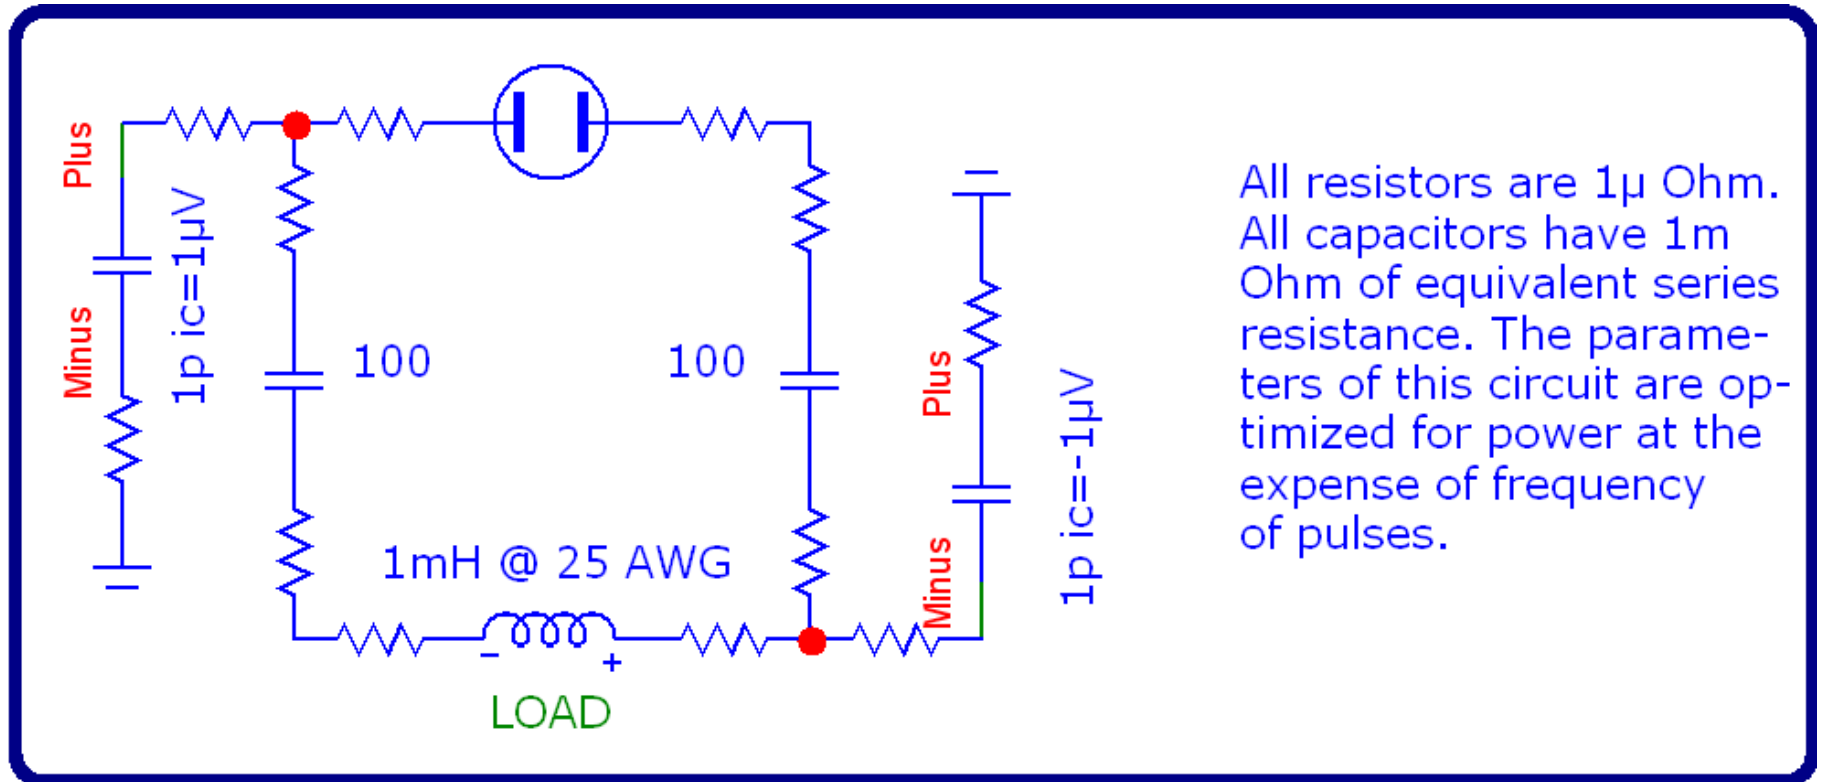 Plus
Minus
1p ic=1µV
100
100
1mH @ 25 AWG
-
+
LOAD
Plus
Minus
1p ic=-1µV
All resistors are 1µ Ohm.
All capacitors have 1m
Ohm of equivalent series
resistance. The parame-
ters of this circuit are op-
timized for power at the
expense of frequency
of pulses.